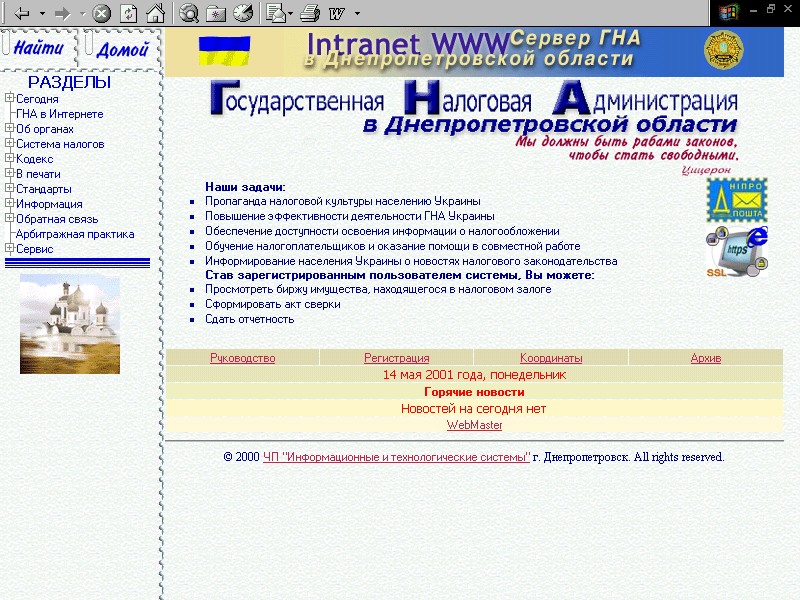 Найти
Домой
РАЗДЕЛЫ
Сегодня
ГНА в Интернете
Об органах
Система налогов
Кодекс
В печати
Стандарты
Информация
Обратная связь
Арбитражная практика
Сервис
Intranet WWW Сервер ГНА
в Днепропетровской области
Государственная Налоговая Администрация
в Днепропетровской области
Мы должны быть рабами законов,
чтобы стать свободными.
Цицерон
Наши задачи:
Пропаганда налоговой культуры населению Украины
Повышение эффективности деятельности ГНА Украины
Обеспечение доступности освоения информации о налогообложении
Обучение налогоплательщиков и оказание помощи в совместной работе
Информирование населения Украины о новостях налогового законодательства
Став зарегистрированным пользователем системы, Вы можете:
Просмотреть биржу имущества, находящегося в налоговом залоге
Сформировать акт сверки
Сдать отчетность
ДНІПРО
ПОШТА
https
SSL
Руководство Регистрация Координаты Архив
14 мая 2001 года, понедельник
Горячие новости
Новостей на сегодня нет
WebMaster
© 2000 ЧП "Информационные и технологические системы" г. Днепропетровск. All rights reserved.